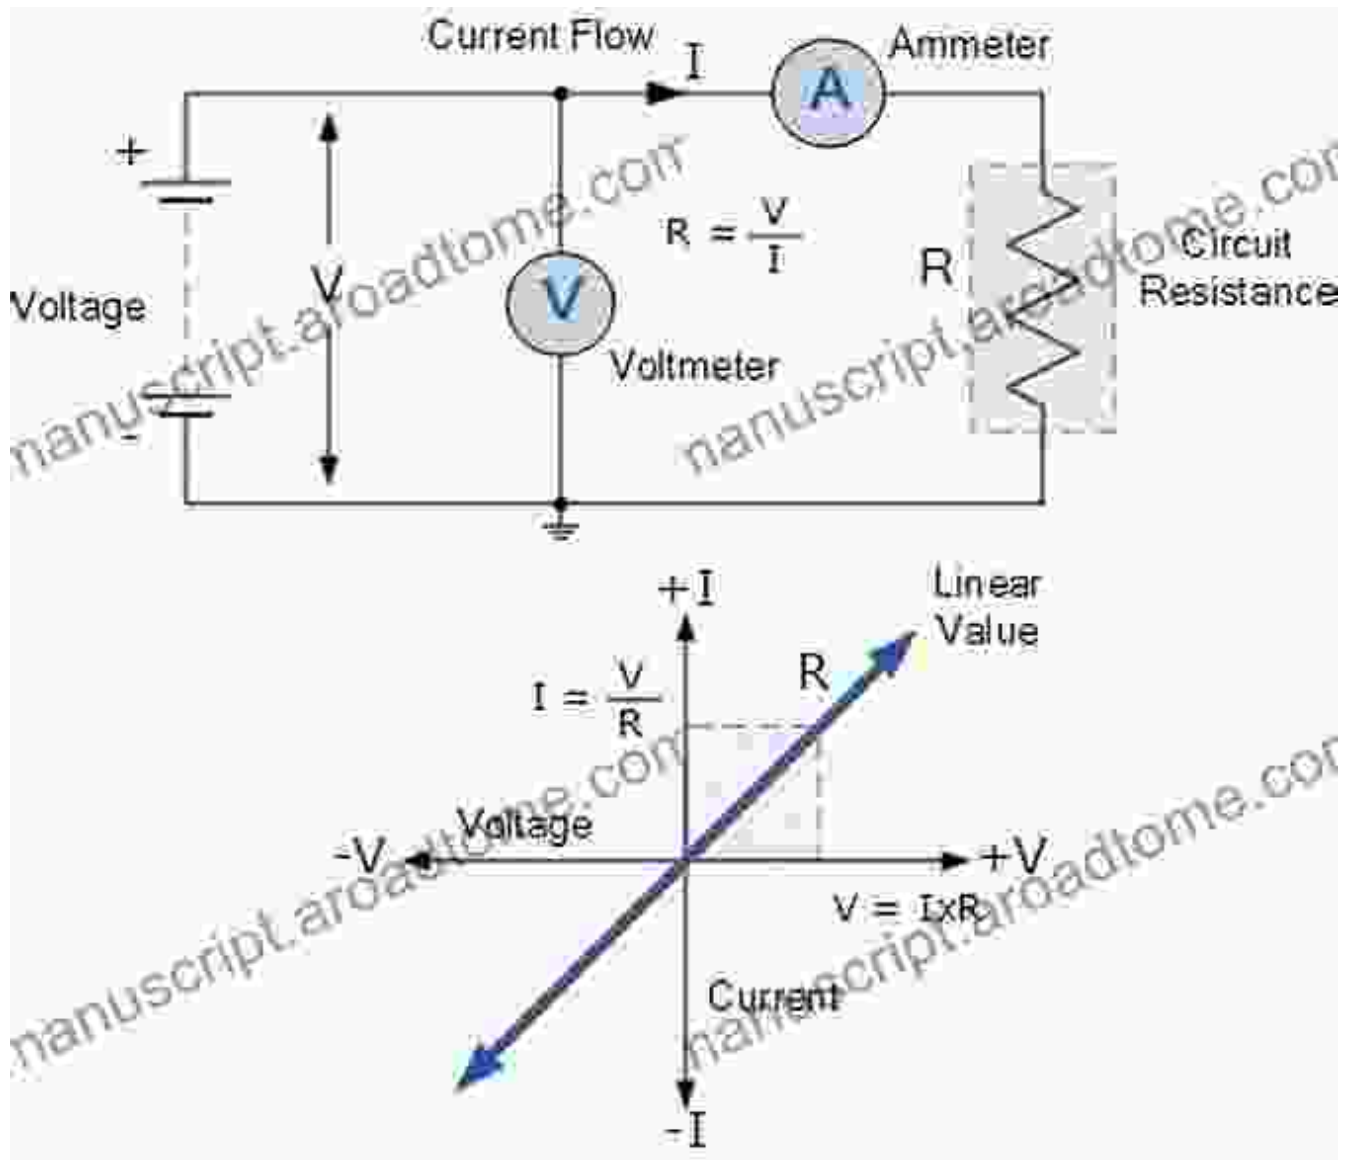 Current Flow
I
A
Ammeter
+
V
R = V
I
R
Circuit
Resistance
Voltage
V
Voltmeter
-
manuscript.aroadtome.com
manuscript.aroadtome.com
+I
Linear
Value
I = V
R
R
Voltage
-V
+V
V = IxR
Current
manuscript.aroadtome.com
manuscript.aroadtome.com
-I